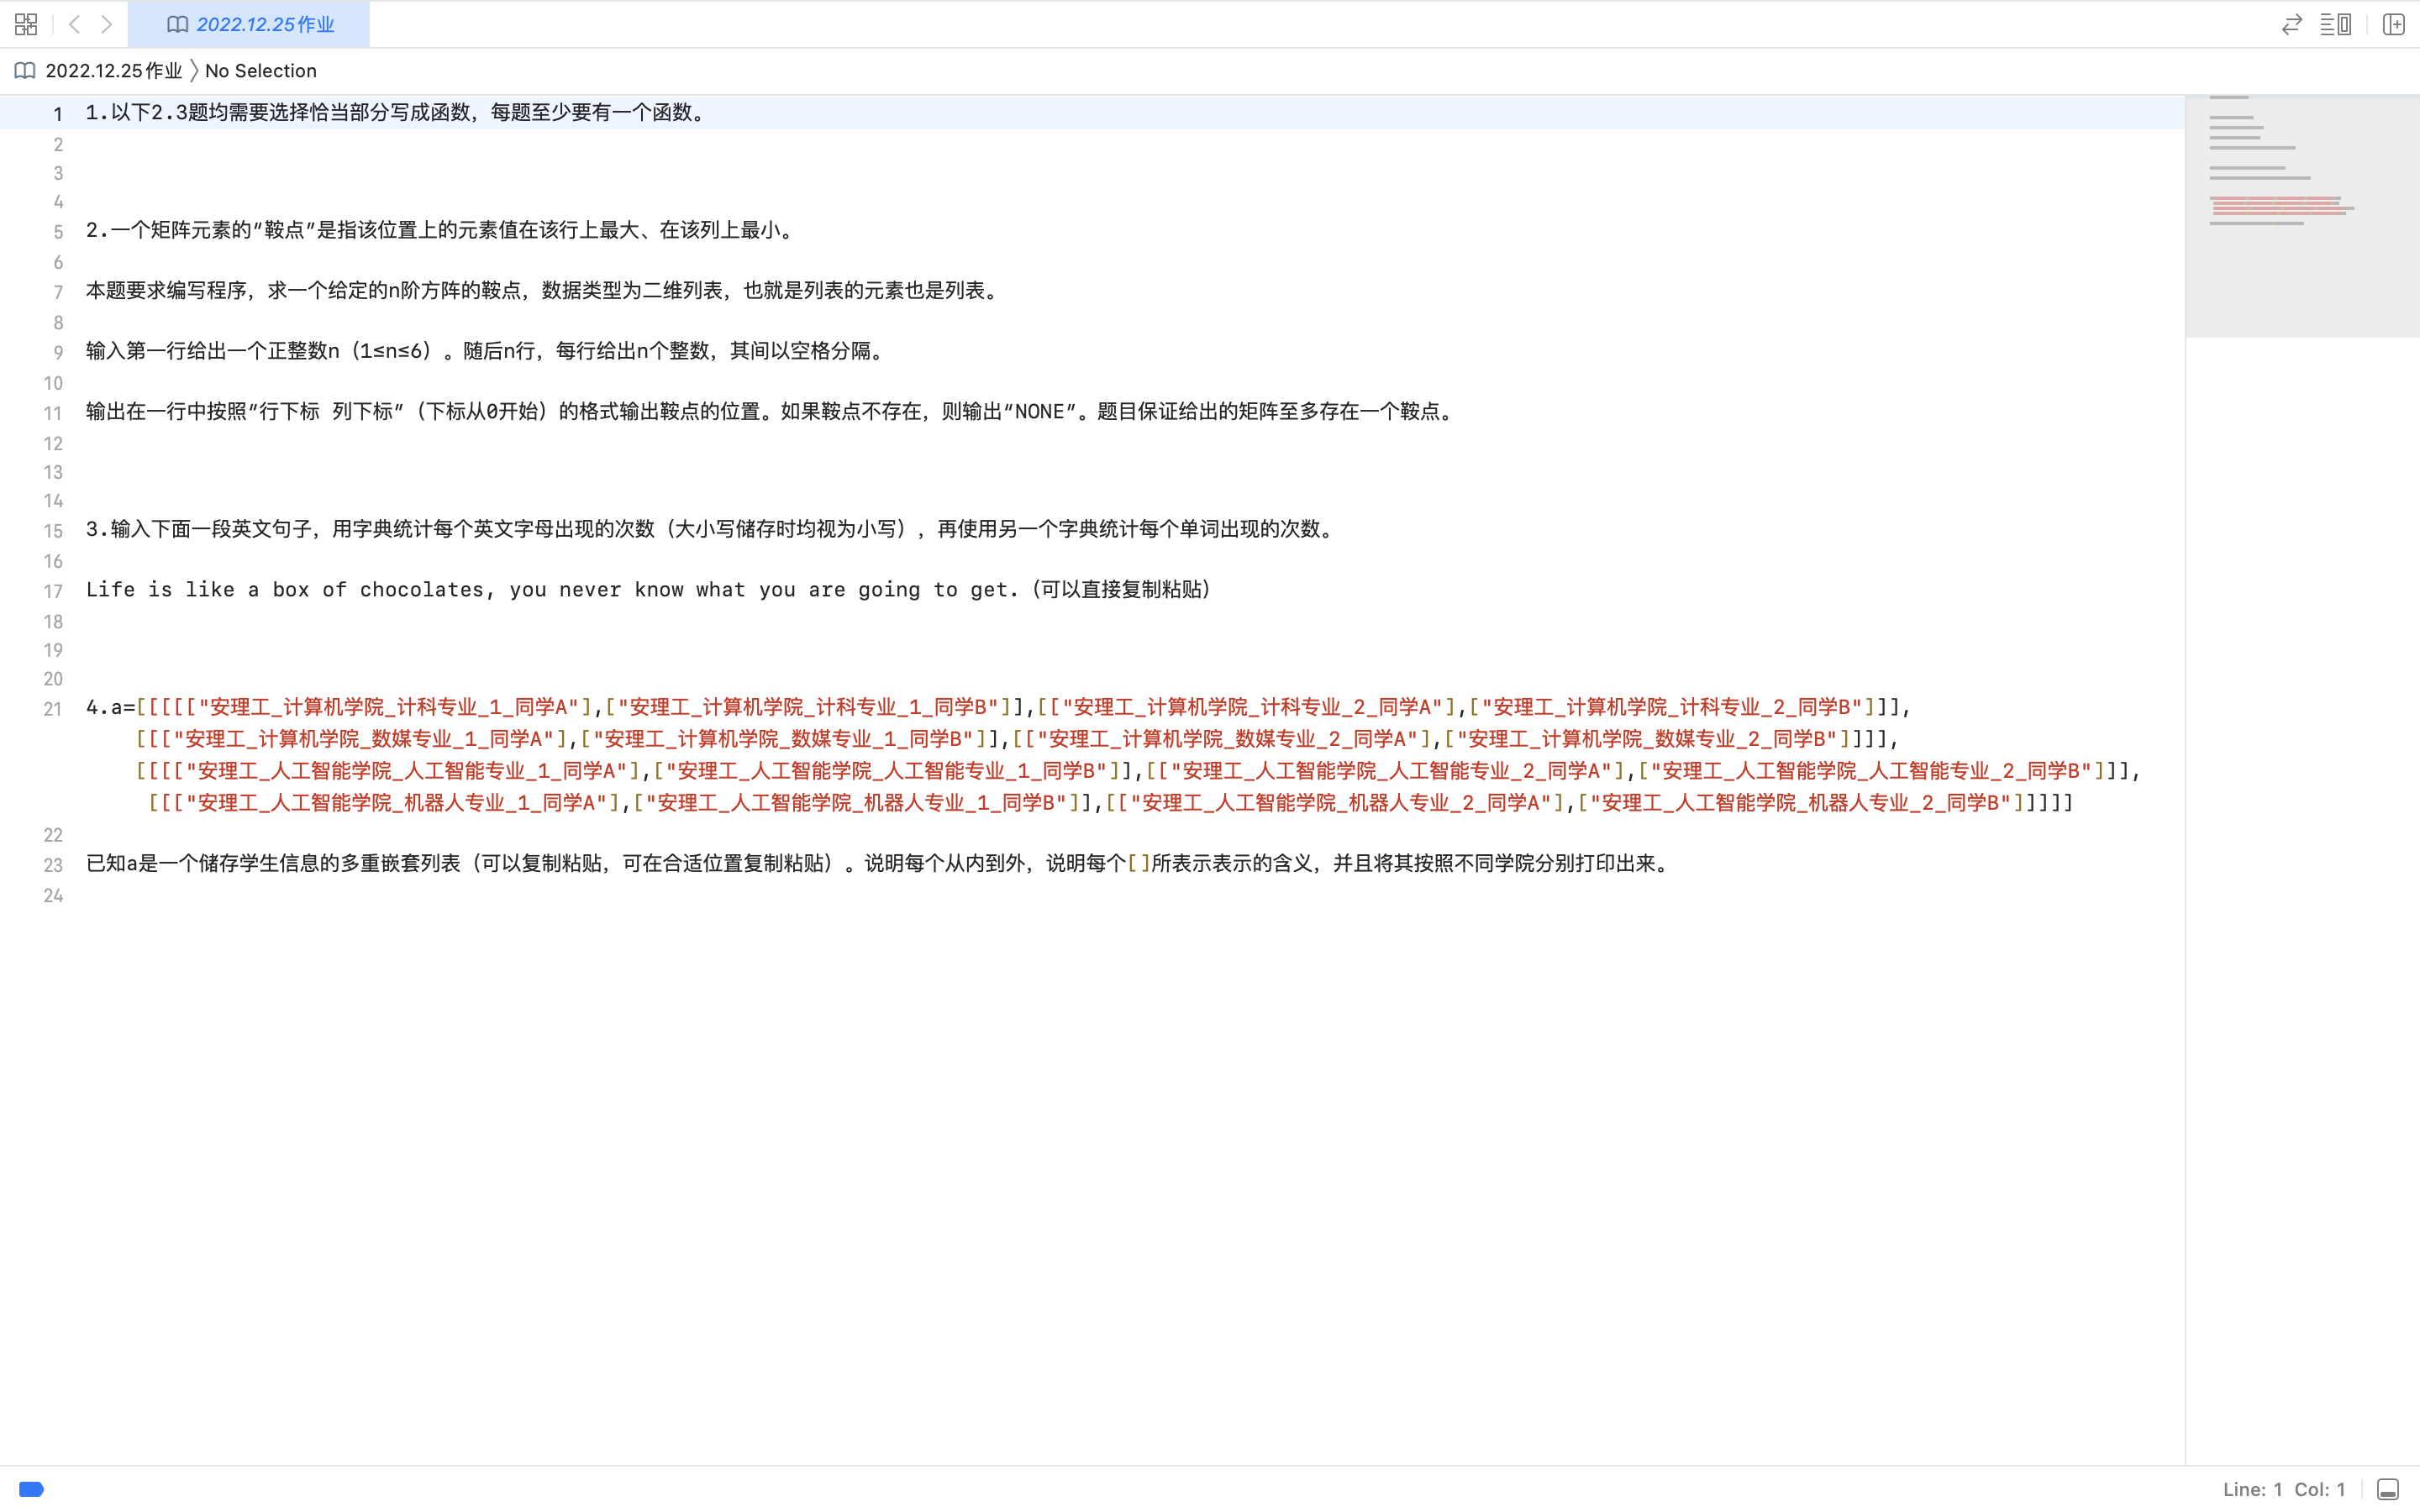 2022.12.25作业
2022.12.25作业 〉No Selection
1 1.以下2.3题均需要选择恰当部分写成函数，每题至少要有一个函数。
2
3
4
5 2.一个矩阵元素的“鞍点”是指该位置上的元素值在该行上最大、在该列上最小。
6
7 本题要求编写程序，求一个给定的n阶方阵的鞍点，数据类型为二维列表，也就是列表的元素也是列表。
8
9 输入第一行给出一个正整数n（1≤n≤6）。随后n行，每行给出n个整数，其间以空格分隔。
10
11 输出在一行中按照“行下标 列下标”（下标从0开始）的格式输出鞍点的位置。如果鞍点不存在，则输出“NONE”。题目保证给出的矩阵至多存在一个鞍点。
12
13
14
15 3.输入下面一段英文句子，用字典统计每个英文字母出现的次数（大小写储存时均视为小写），再使用另一个字典统计每个单词出现的次数。
16
17 Life is like a box of chocolates, you never know what you are going to get.（可以直接复制粘贴）
18
19
20
21 4.a=[[[[["安理工_计算机学院_计科专业_1_同学A"],["安理工_计算机学院_计科专业_1_同学B"]],[["安理工_计算机学院_计科专业_2_同学A"],["安理工_计算机学院_计科专业_2_同学B"]]],
[[["安理工_计算机学院_数媒专业_1_同学A"],["安理工_计算机学院_数媒专业_1_同学B"]],[["安理工_计算机学院_数媒专业_2_同学A"],["安理工_计算机学院_数媒专业_2_同学B"]]]],
[[[["安理工_人工智能学院_人工智能专业_1_同学A"],["安理工_人工智能学院_人工智能专业_1_同学B"]],[["安理工_人工智能学院_人工智能专业_2_同学A"],["安理工_人工智能学院_人工智能专业_2_同学B"]]],
[[["安理工_人工智能学院_机器人专业_1_同学A"],["安理工_人工智能学院_机器人专业_1_同学B"]],[["安理工_人工智能学院_机器人专业_2_同学A"],["安理工_人工智能学院_机器人专业_2_同学B"]]]]]
22
23 已知a是一个储存学生信息的多重嵌套列表（可以复制粘贴，可在合适位置复制粘贴）。说明每个从内到外，说明每个[]所表示表示的含义，并且将其按照不同学院分别打印出来。
24
Line: 1 Col: 1